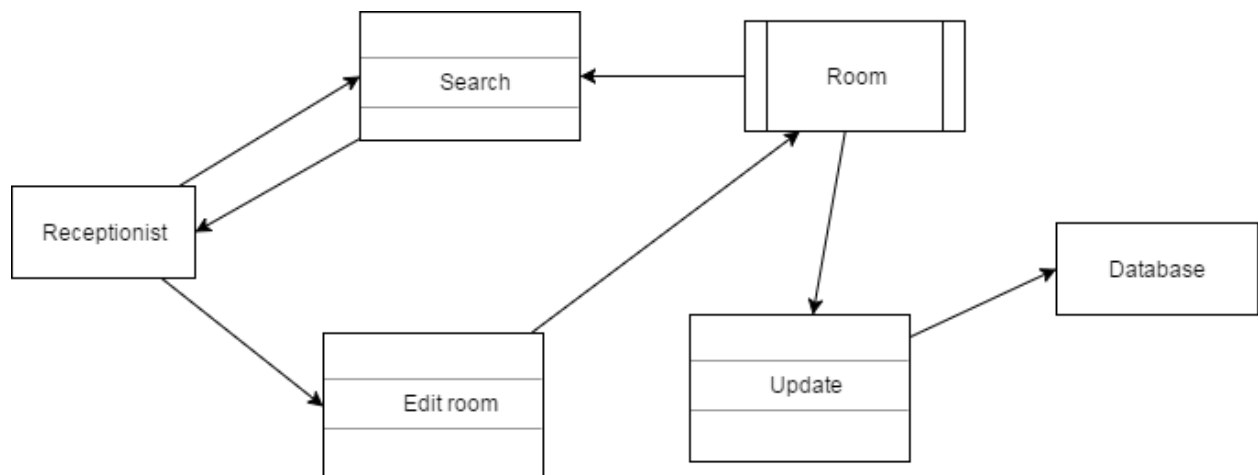 Search
Room
Receptionist
Database
Edit room
Update